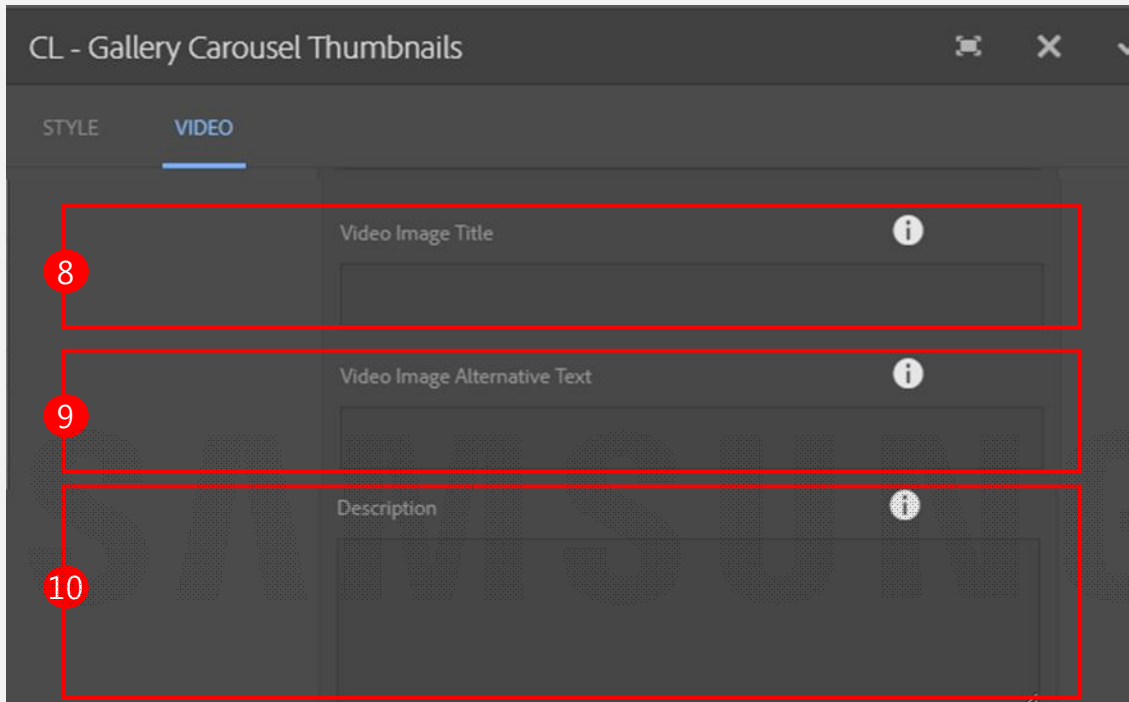 CL - Gallery Carousel Thumbnails
STYLE VIDEO
8 Video Image Title
9 Video Image Alternative Text
10 Description
SAMSUNG